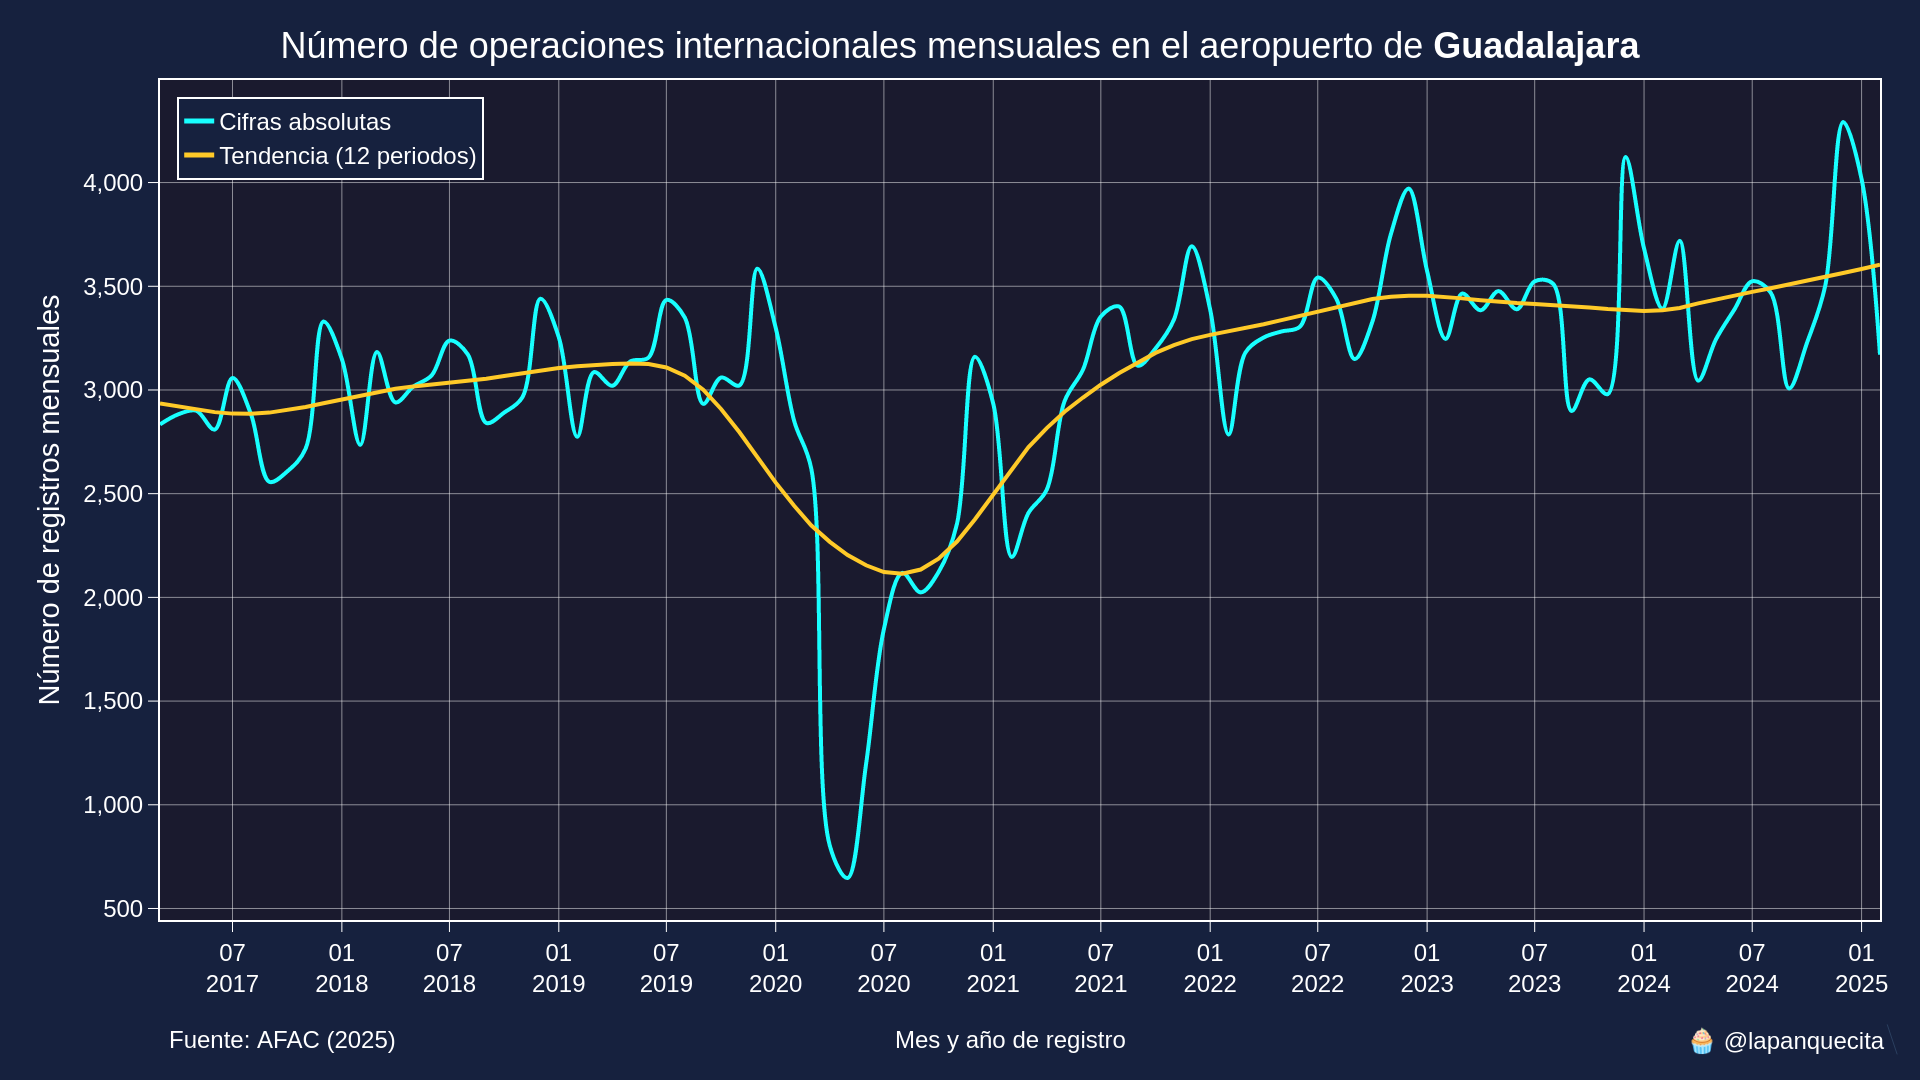 Número de operaciones internacionales mensuales en el aeropuerto de Guadalajara
Cifras absolutas
Tendencia (12 periodos)
Número de registros mensuales
4,000
3,500
3,000
2,500
2,000
1,500
1,000
500
07 01 07 01 07 01 07 01 07 01 07 01 07 01 07 01
2017 2018 2018 2019 2019 2020 2020 2021 2021 2022 2022 2023 2023 2024 2024 2025
Fuente: AFAC (2025)
Mes y año de registro
🧁 @lapanquecita